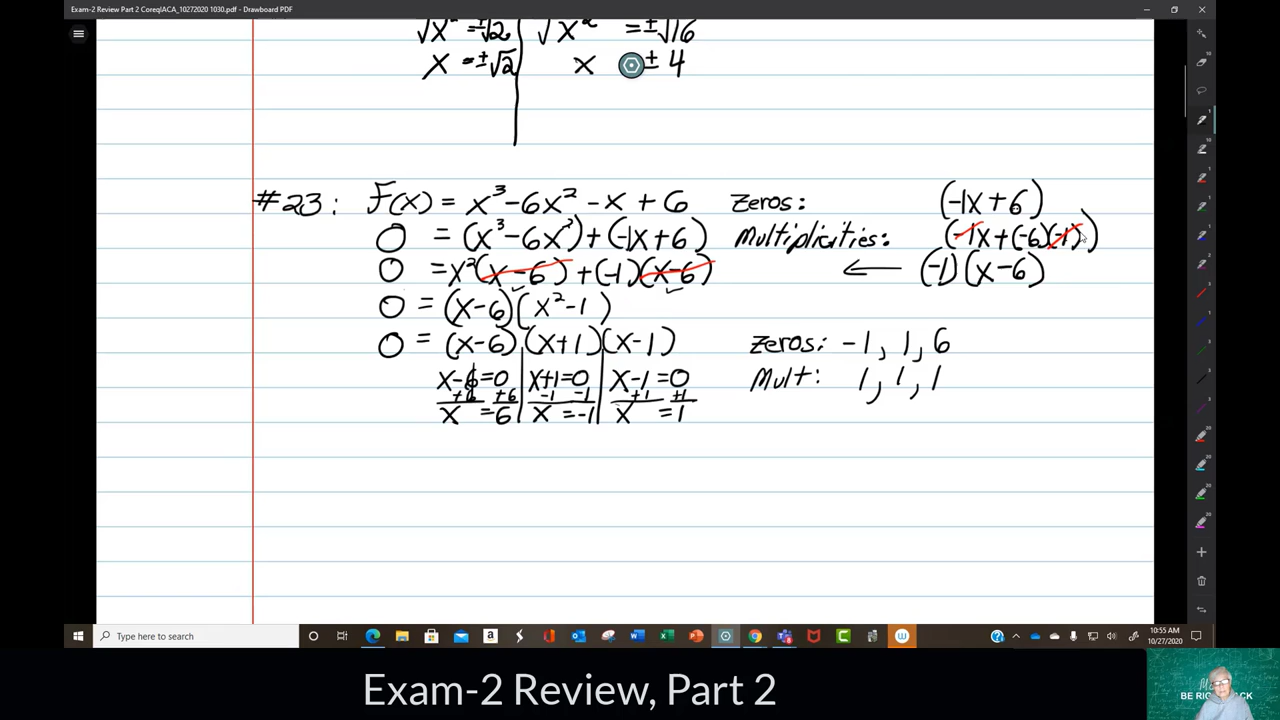 Exam-2 Review Part 2 CoreqIACA_10272020 1030.pdf - Drawboard PDF
√x² = ±√2 | √x² = ±√16
x = ±√2 | x ± 4
#23: F(x) = x³ - 6x² - x + 6 Zeros: (-1x + 6)
0 = (x³ - 6x²) + (-1x + 6) Multiplicities: (-1x + (-6)(-1))
0 = x²(x - 6) + (-1)(x - 6) ← (-1)(x - 6)
0 = (x - 6)(x² - 1)
0 = (x - 6)(x + 1)(x - 1) Zeros: -1, 1, 6
x - 6 = 0 | x + 1 = 0 | x - 1 = 0 Mult: 1, 1, 1
+6 +6 | -1 -1 | +1 +1
x = 6 | x = -1 | x = 1
Type here to search
10:55 AM
10/27/2020
Exam-2 Review, Part 2